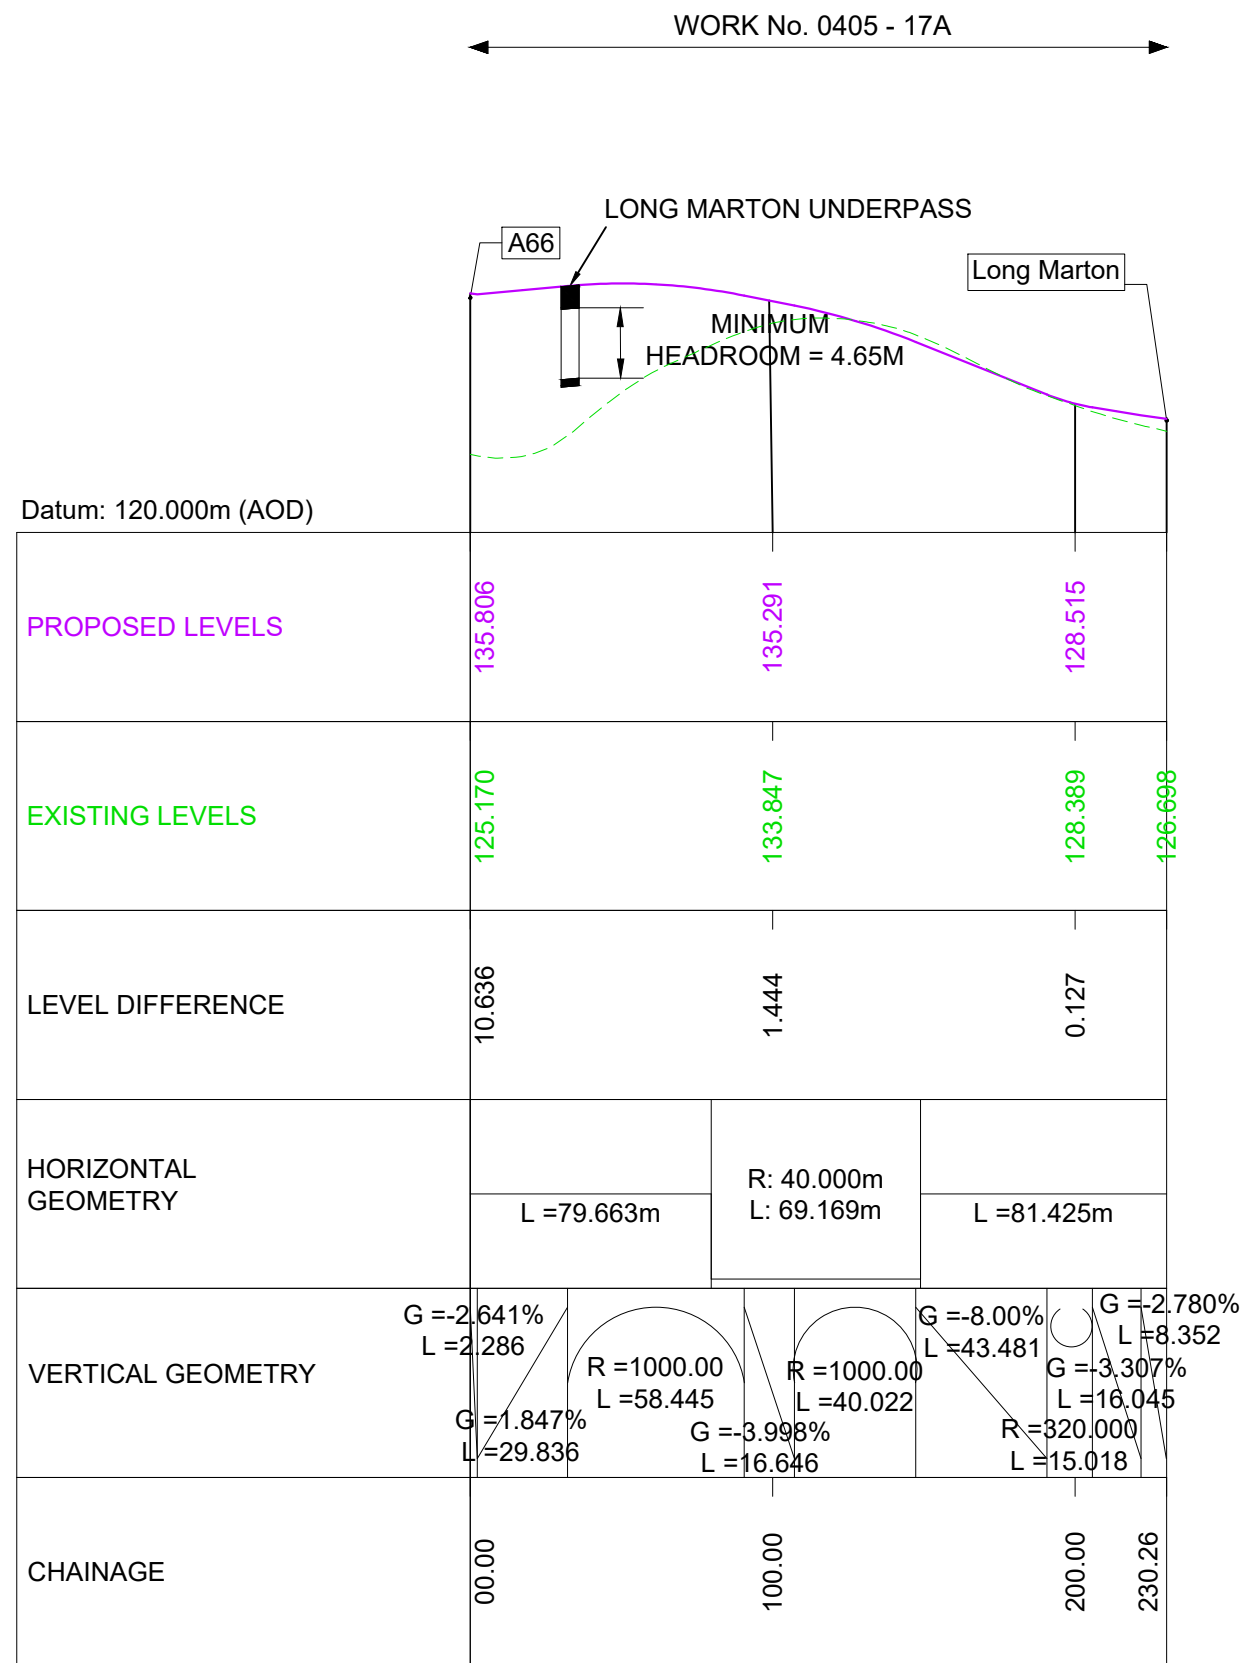 WORK No. 0405 - 17A
LONG MARTON UNDERPASS
A66
Long Marton
MINIMUM
HEADROOM = 4.65M
Datum: 120.000m (AOD)
PROPOSED LEVELS
135.806
135.291
128.515
EXISTING LEVELS
125.170
133.847
128.389
126.698
LEVEL DIFFERENCE
10.636
1.444
0.127
HORIZONTAL
GEOMETRY
L =79.663m
R: 40.000m
L: 69.169m
L =81.425m
VERTICAL GEOMETRY
G =-2.641%
L =2.286
G =1.847%
L =29.836
R =1000.00
L =58.445
G =-3.998%
L =16.646
R =1000.00
L =40.022
G =-8.00%
L =43.481
R =320.000
L =15.018
G =-3.307%
L =16.045
G =-2.780%
L =8.352
CHAINAGE
00.00
100.00
200.00
230.26